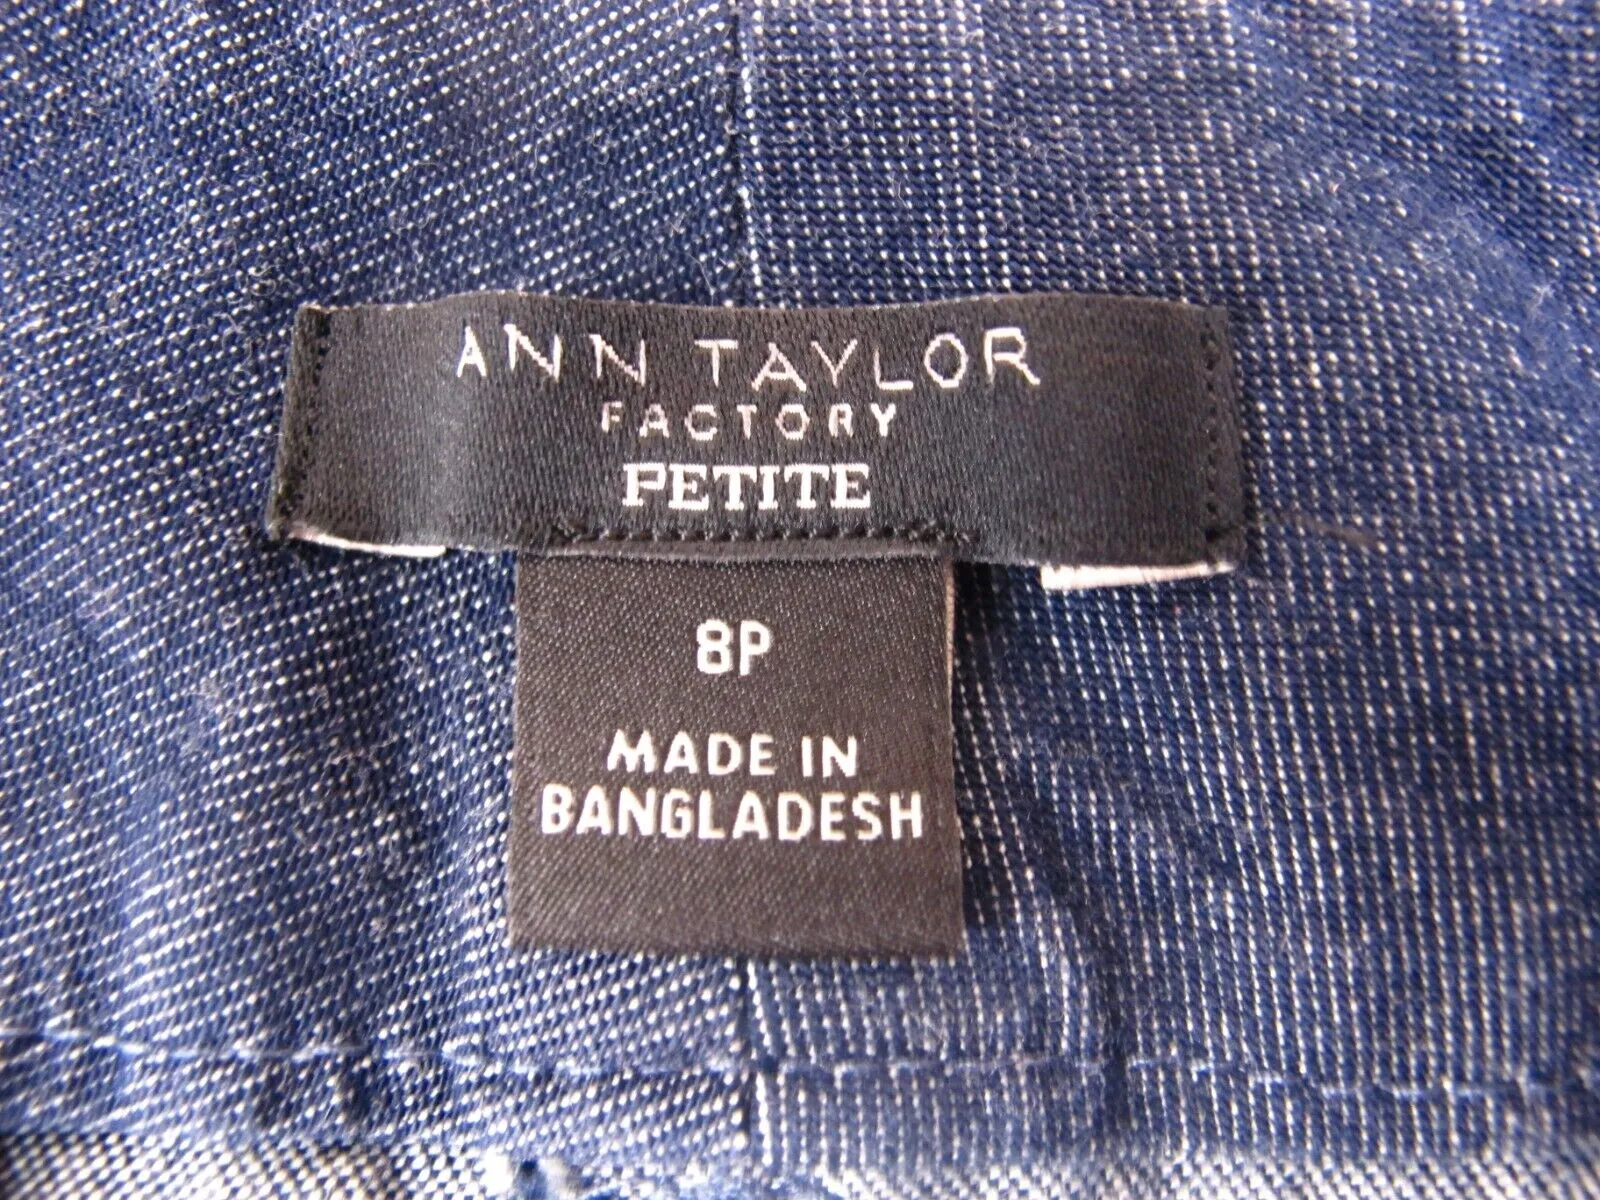 ANN TAYLOR
FACTORY
PETITE
8P
MADE IN
BANGLADESH